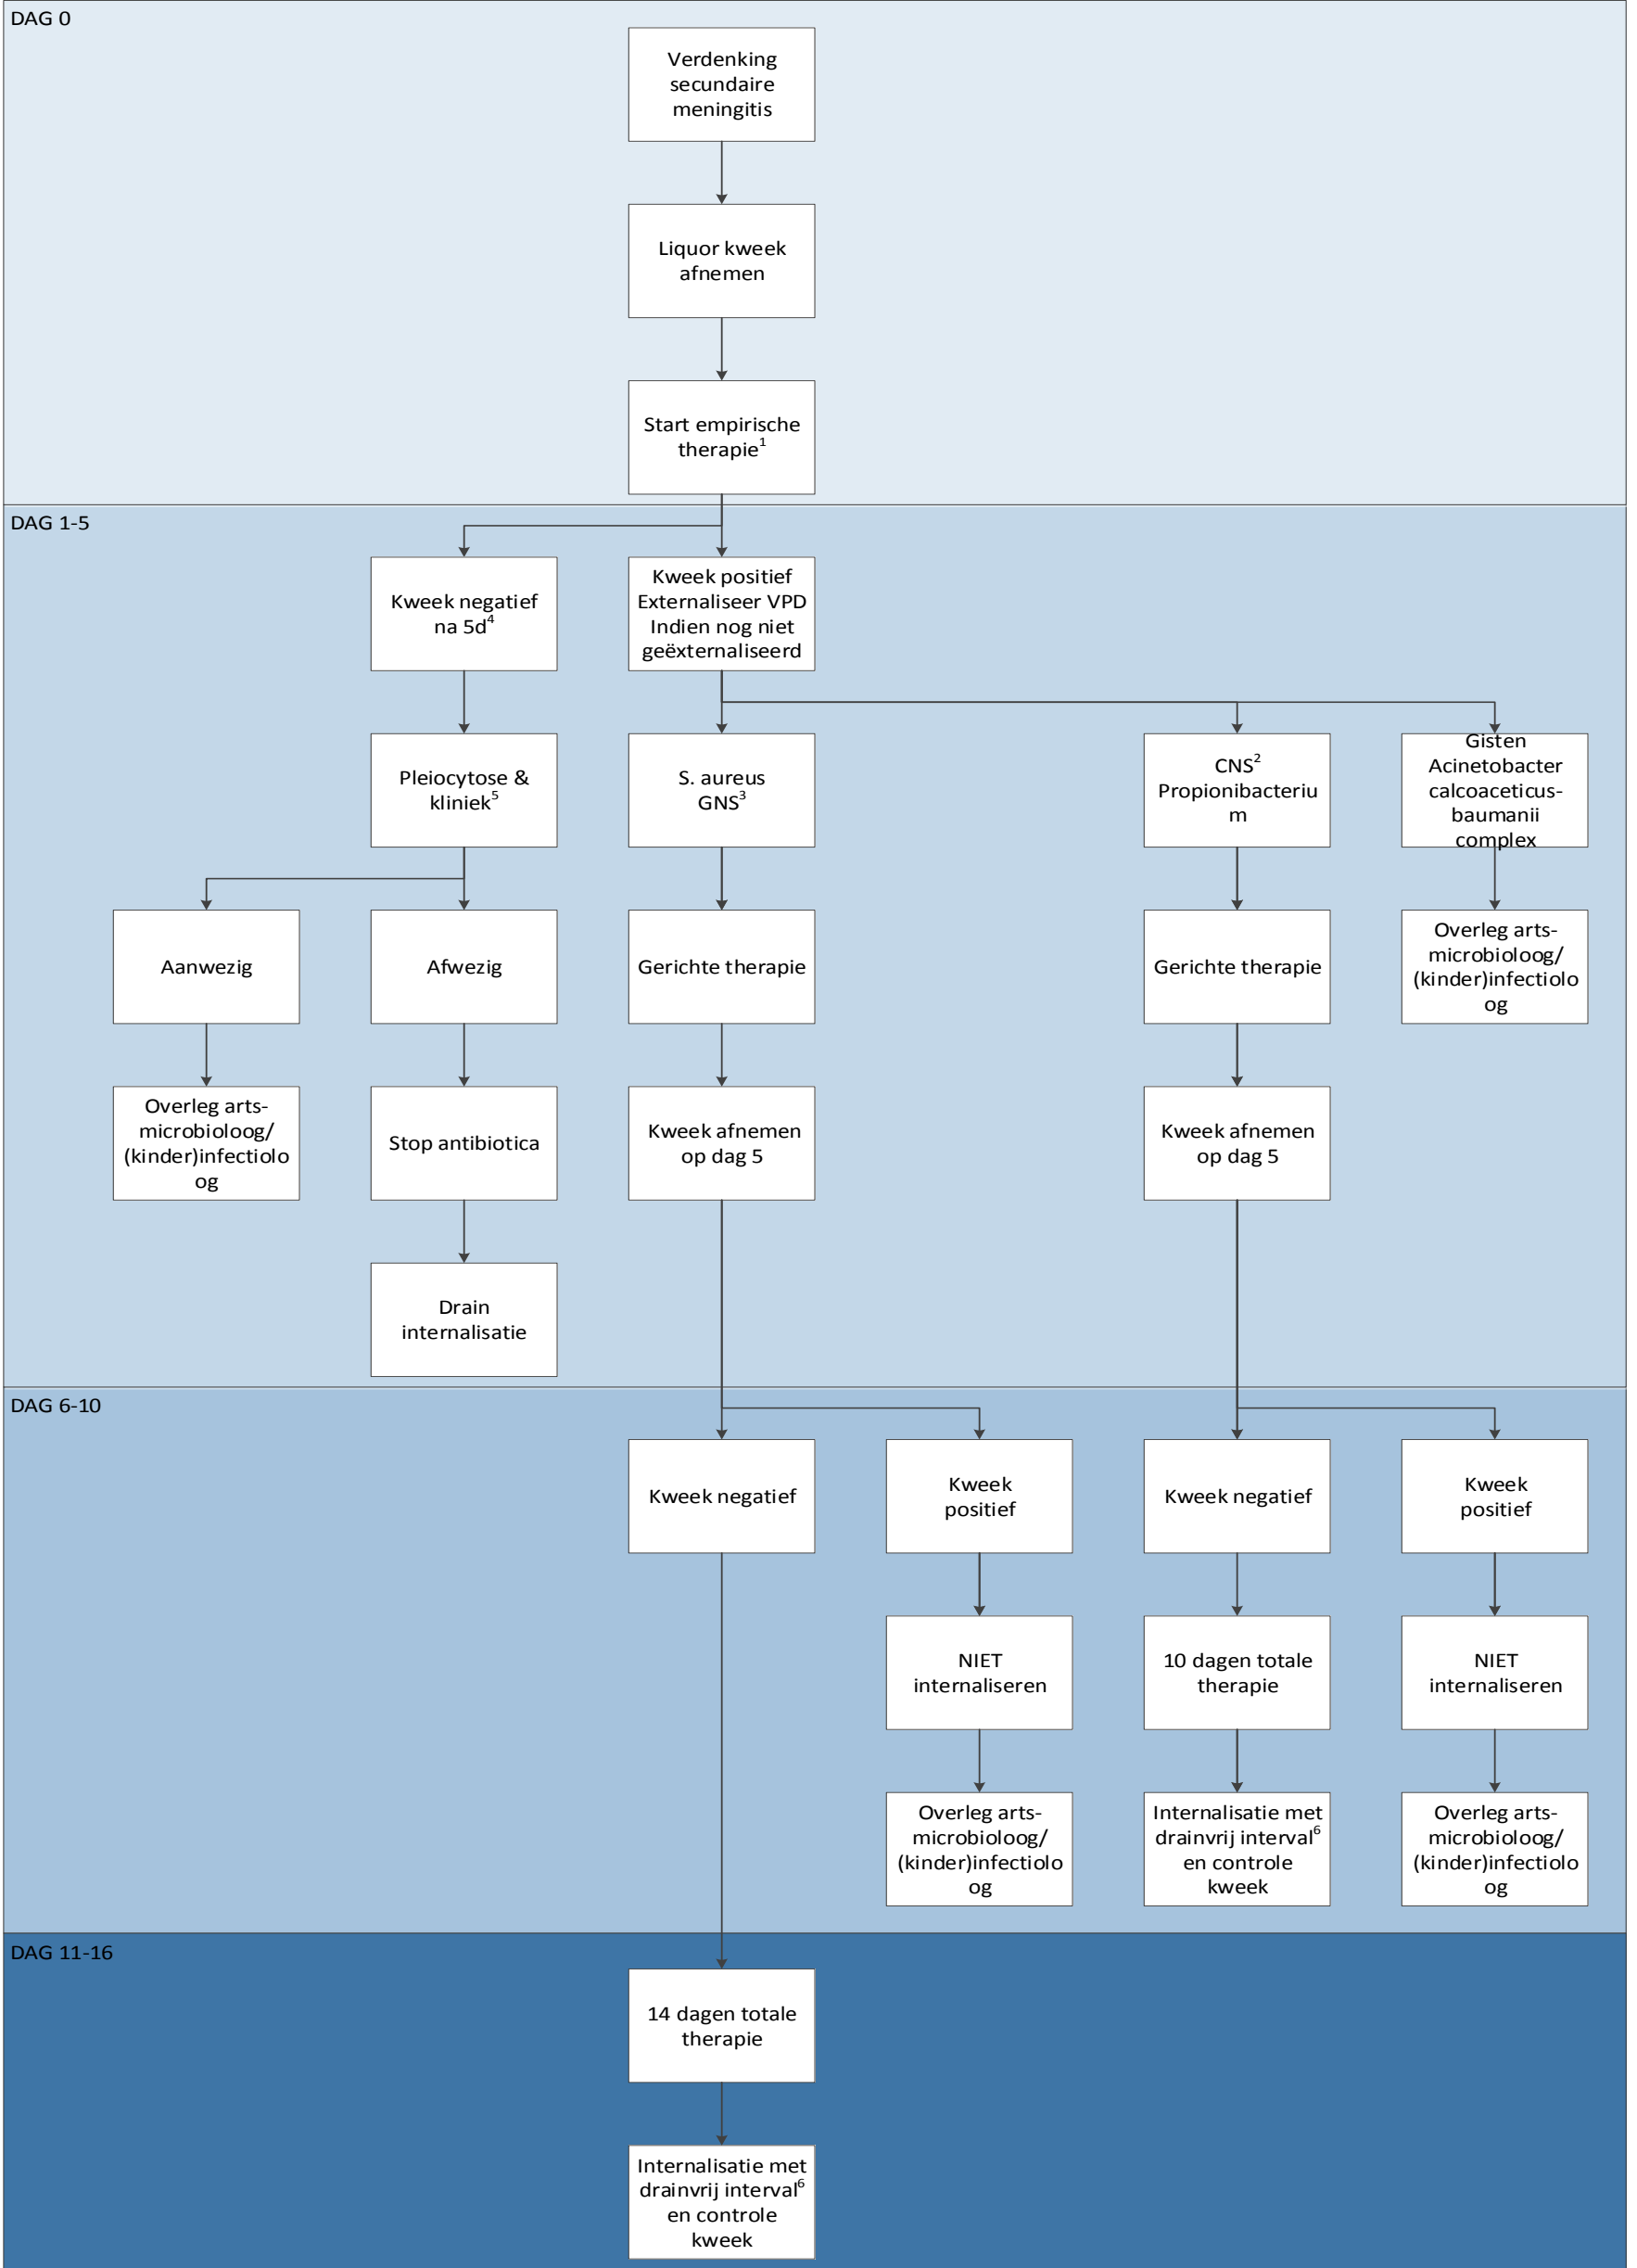 DAG 0
Verdenking
secundaire
meningitis
Liquor kweek
afnemen
Start empirische
therapie¹
DAG 1-5
Kweek negatief
na 5d⁴
Kweek positief
Externaliseer VPD
Indien nog niet
geëxternaliseerd
Pleiocytose &
kliniek⁵
S. aureus
GNS³
CNS²
Propionibacteriu
m
Gisten
Acinetobacter
calcoaceticus-
baumanii
complex
Aanwezig
Afwezig
Gerichte therapie
Gerichte therapie
Overleg arts-
microbioloog/
(kinder)infectiolo
og
Overleg arts-
microbioloog/
(kinder)infectiolo
og
Stop antibiotica
Kweek afnemen
op dag 5
Kweek afnemen
op dag 5
Drain
internalisatie
DAG 6-10
Kweek negatief
Kweek
positief
Kweek negatief
Kweek
positief
NIET
internaliseren
10 dagen totale
therapie
NIET
internaliseren
Overleg arts-
microbioloog/
(kinder)infectiolo
og
Internalisatie met
drainvrij interval⁶
en controle
kweek
Overleg arts-
microbioloog/
(kinder)infectiolo
og
DAG 11-16
14 dagen totale
therapie
Internalisatie met
drainvrij interval⁶
en controle
kweek